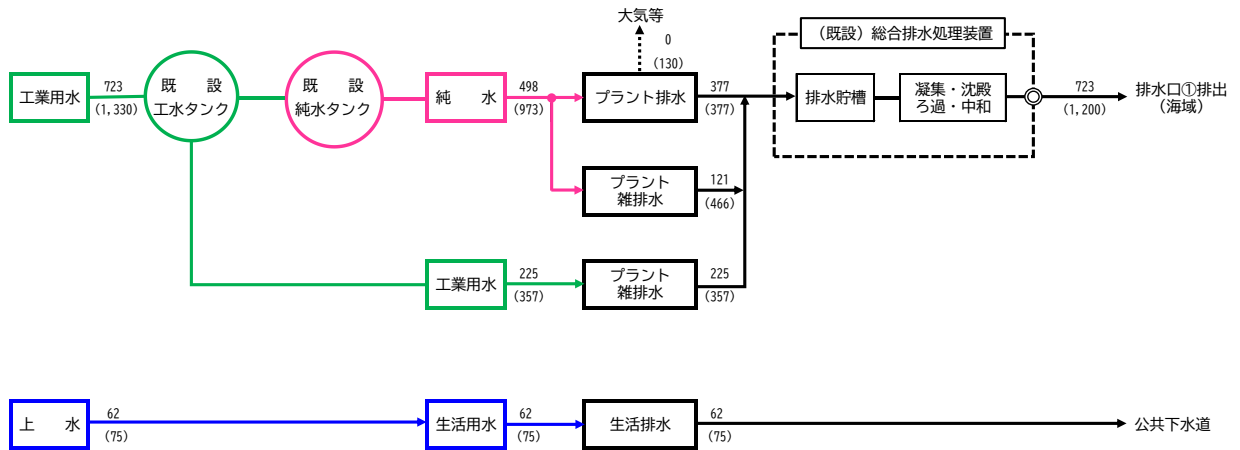 大気等
0
(130)
（既設）総合排水処理装置
工業用水
723
(1,330)
既　設
工水タンク
既　設
純水タンク
純　水
498
(973)
プラント排水
377
(377)
排水貯槽
凝集・沈殿
ろ過・中和
723
(1,200)
排水口①排出
（海域）
プラント
雑排水
121
(466)
工業用水
225
(357)
プラント
雑排水
225
(357)
上　水
62
(75)
生活用水
62
(75)
生活排水
62
(75)
公共下水道